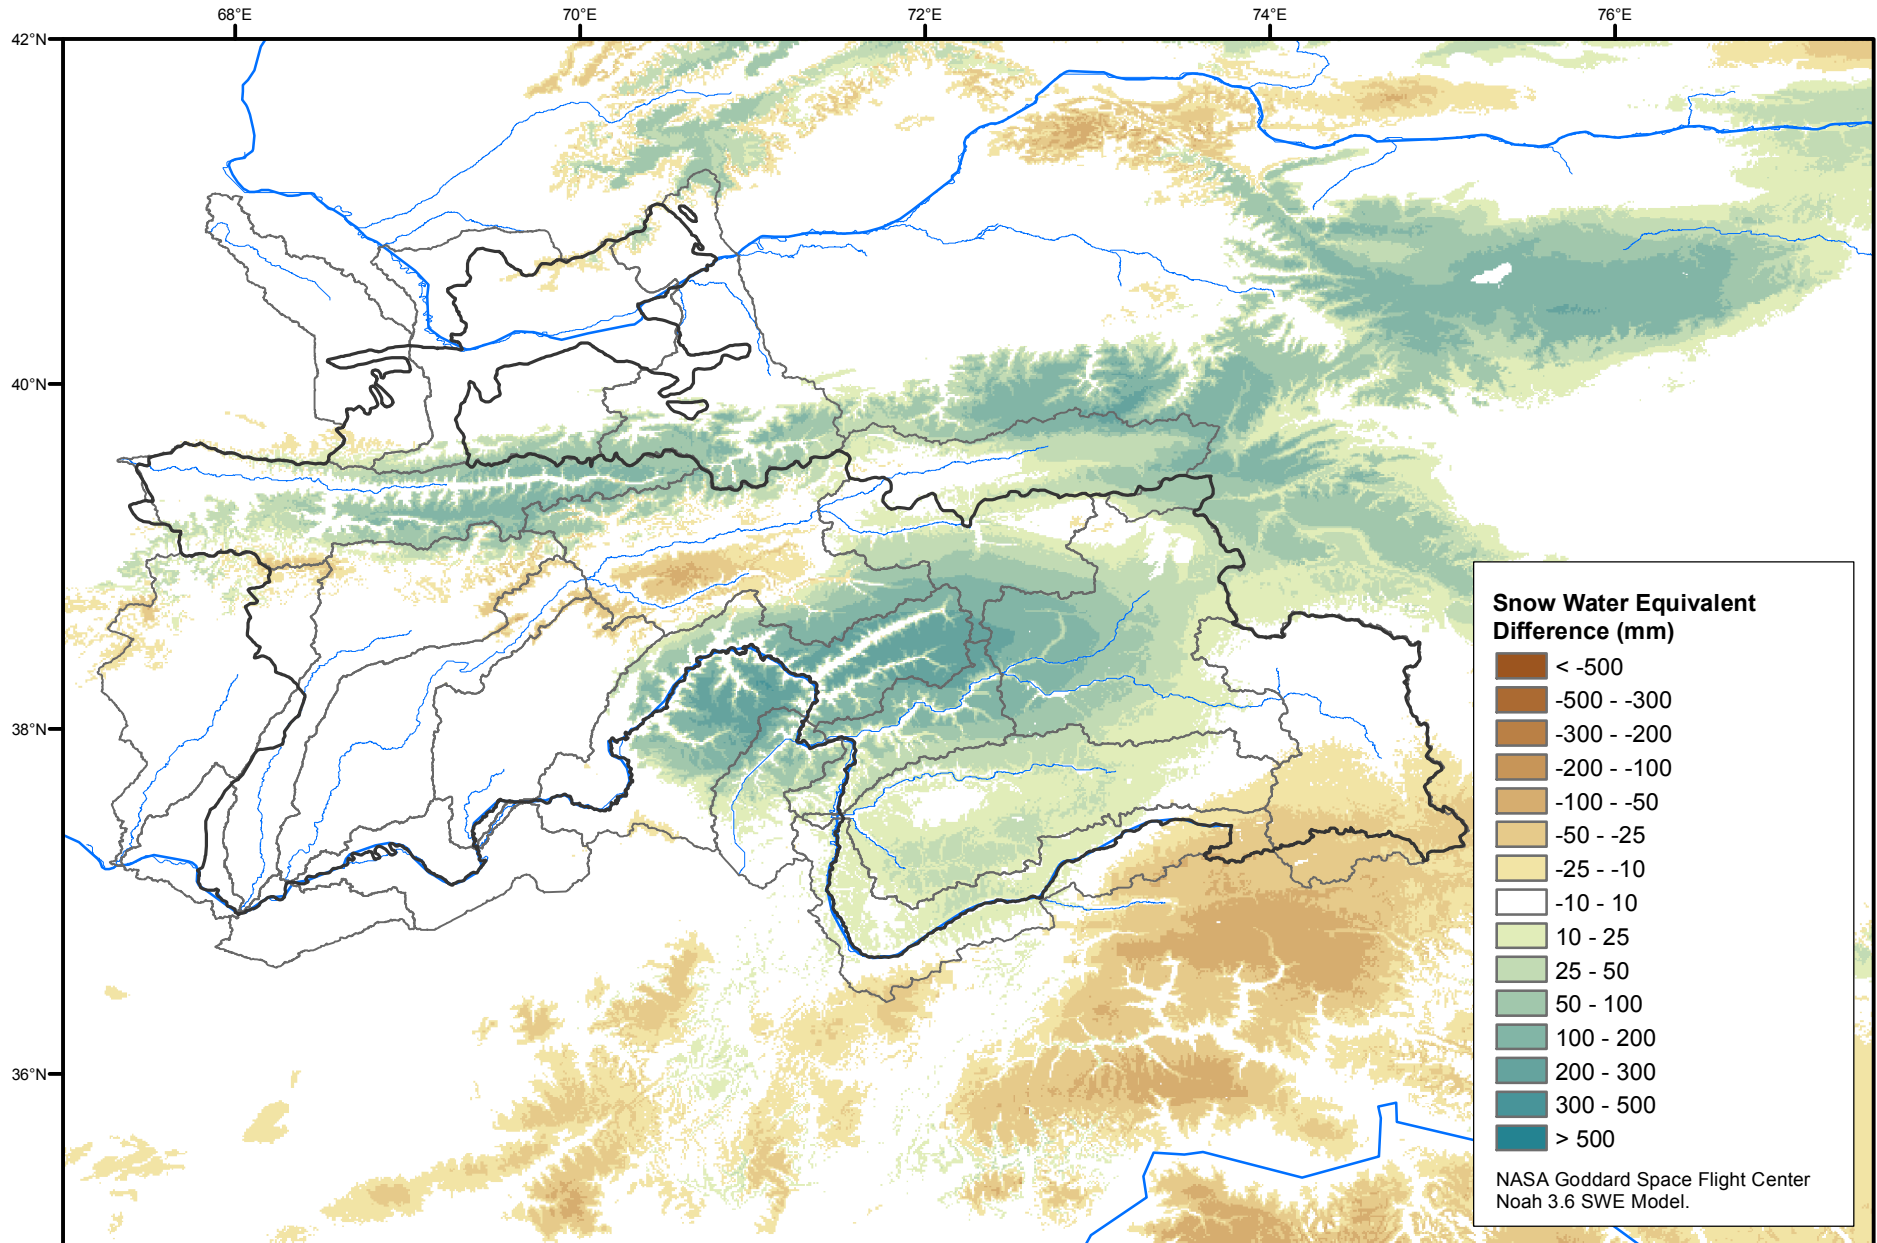 68°E
70°E
72°E
74°E
76°E
42°N
40°N
38°N
36°N
Snow Water Equivalent
Difference (mm)
< -500
-500 - -300
-300 - -200
-200 - -100
-100 - -50
-50 - -25
-25 - -10
-10 - 10
10 - 25
25 - 50
50 - 100
100 - 200
200 - 300
300 - 500
> 500
NASA Goddard Space Flight Center
Noah 3.6 SWE Model.